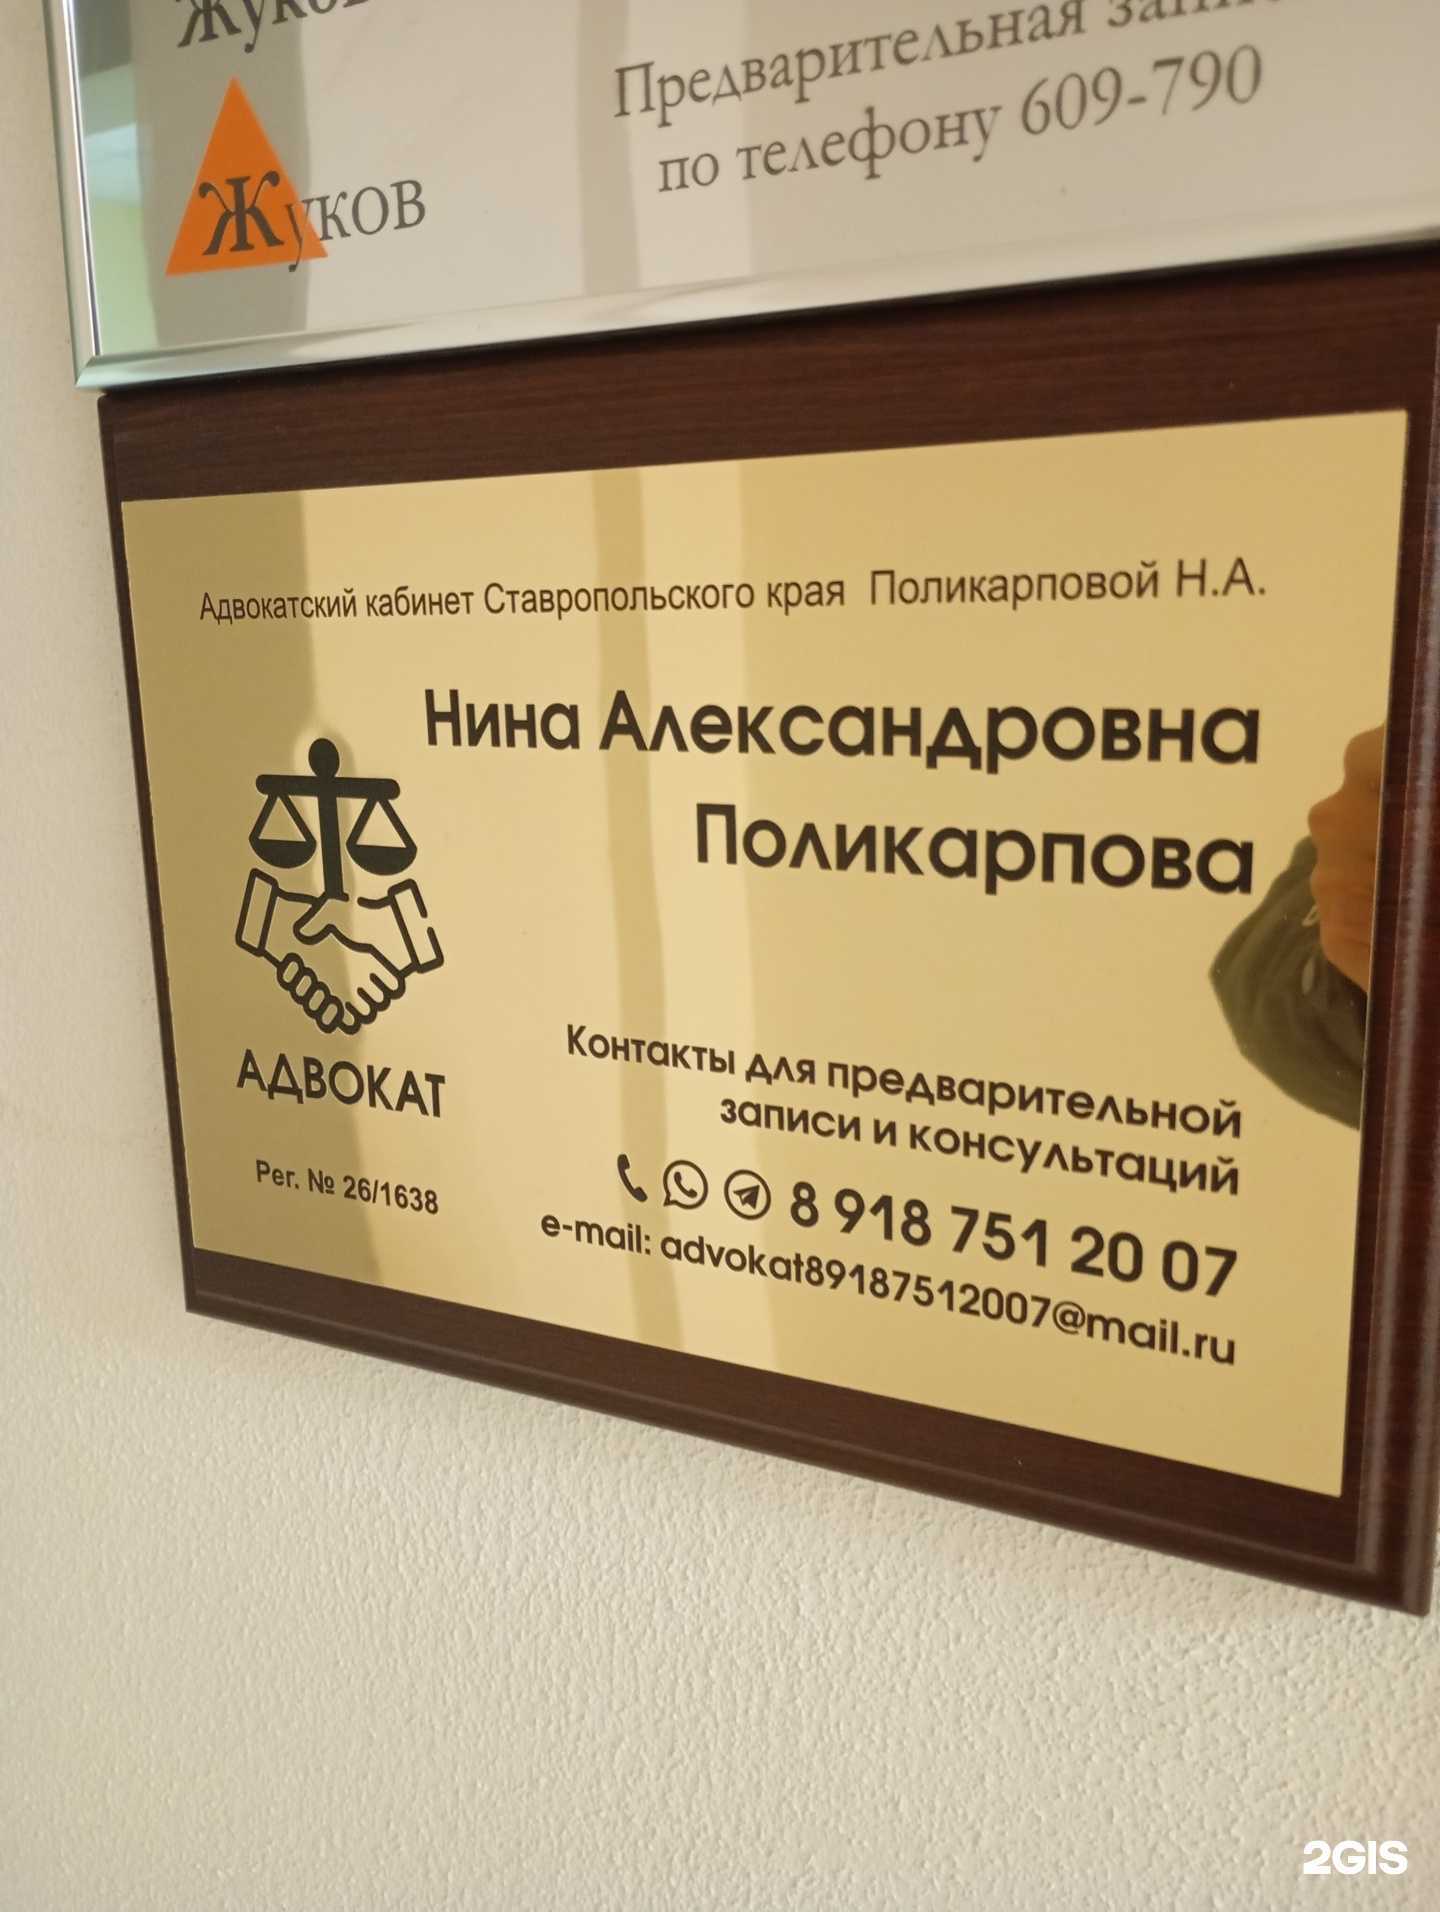 Жуков
Предварительная
по телефону 609-790
Жуков
Адвокатский кабинет Ставропольского края Поликарповой Н.А.
Нина Александровна
Поликарпова
АДВОКАТ
Рег. № 26/1638
Контакты для предварительной
записи и консультаций
8 918 751 20 07
e-mail: advokat89187512007@mail.ru
2GIS